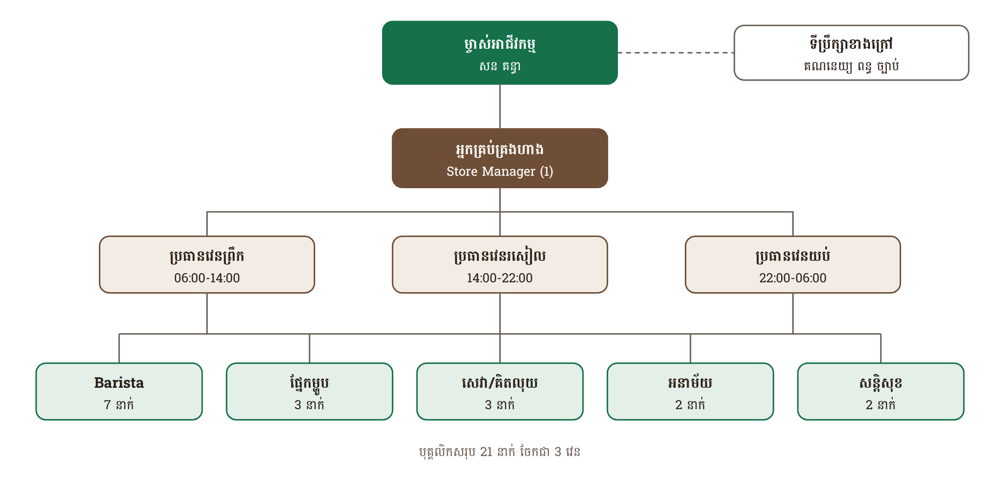 ម្ចាស់អាជីវកម្ម
សន គន្ធា
ទីប្រឹក្សាខាងក្រៅ
គណនេយ្យ ពន្ធ ច្បាប់
អ្នកគ្រប់គ្រងហាង
Store Manager (1)
ប្រធានវេនព្រឹក
06:00-14:00
ប្រធានវេនរសៀល
14:00-22:00
ប្រធានវេនយប់
22:00-06:00
Barista
7 នាក់
ផ្នែកម្ហូប
3 នាក់
សេវា/គិតលុយ
3 នាក់
អនាម័យ
2 នាក់
សន្តិសុខ
2 នាក់
បុគ្គលិកសរុប 21 នាក់ ចែកជា 3 វេន